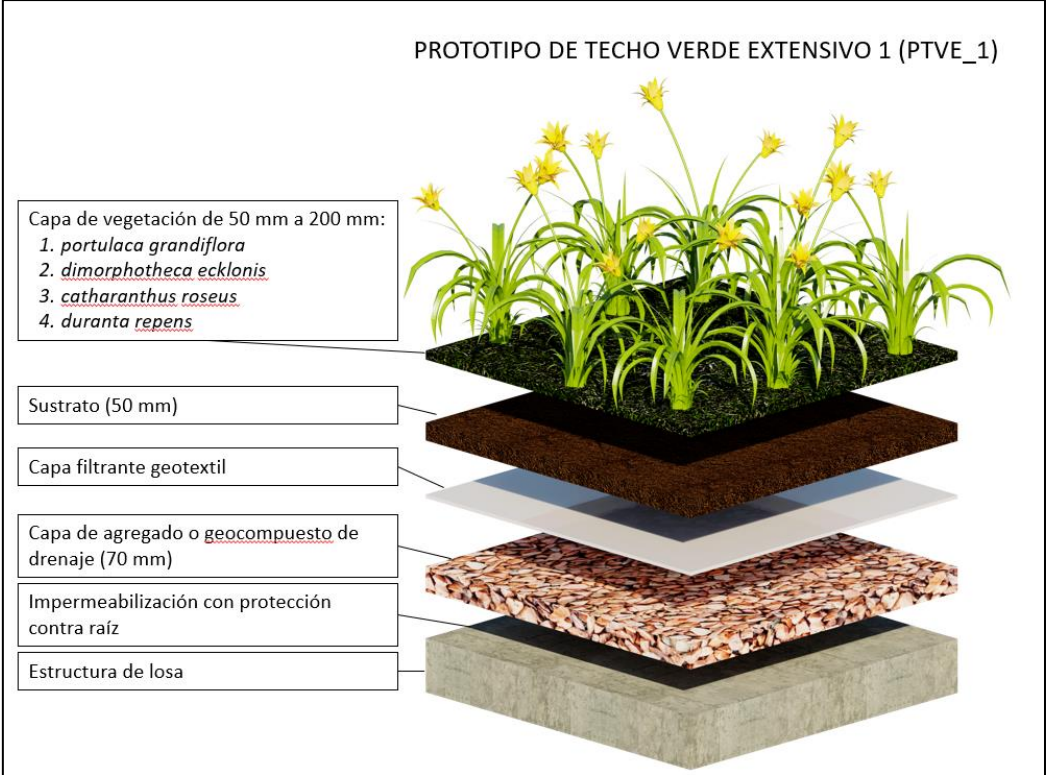 PROTOTIPO DE TECHO VERDE EXTENSIVO 1 (PTVE_1)
Capa de vegetación de 50 mm a 200 mm:
1. portulaca grandiflora
2. dimorphotheca ecklonis
3. catharanthus roseus
4. duranta repens
Sustrato (50 mm)
Capa filtrante geotextil
Capa de agregado o geocompuesto de
drenaje (70 mm)
Impermeabilización con protección
contra raíz
Estructura de losa